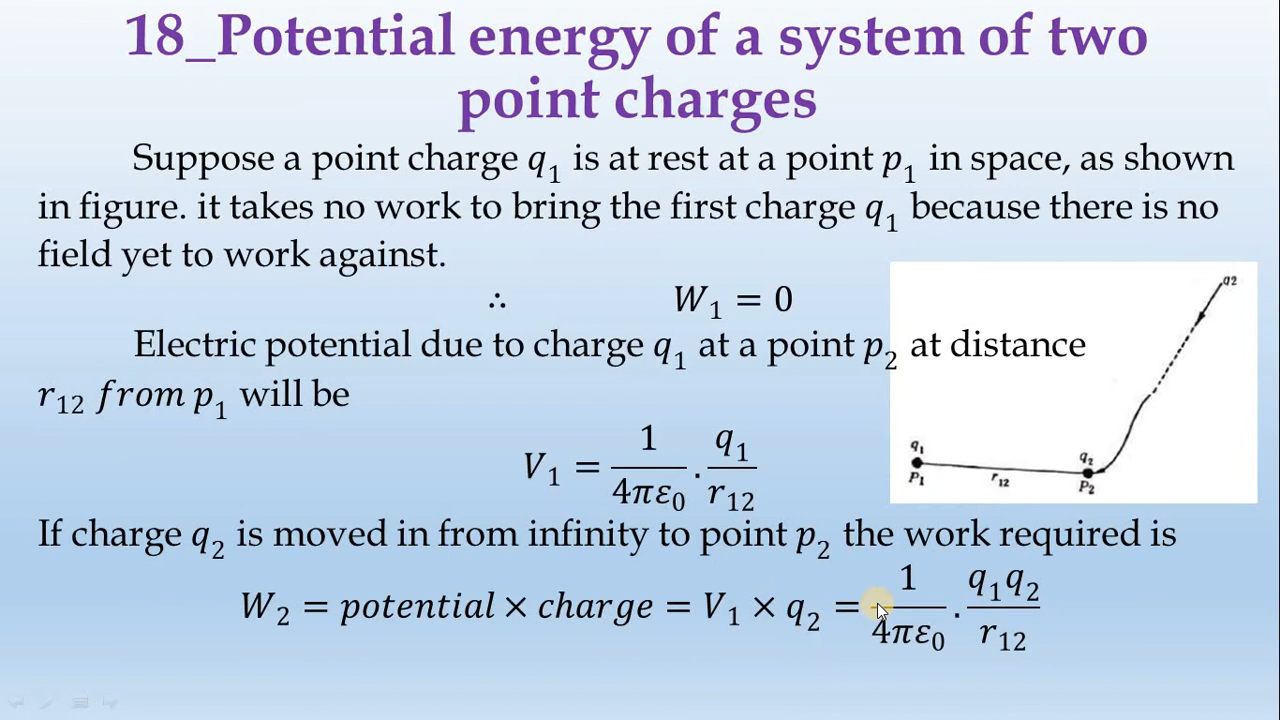 18_Potential energy of a system of two
point charges
Suppose a point charge q₁ is at rest at a point p₁ in space, as shown
in figure. it takes no work to bring the first charge q₁ because there is no
field yet to work against.
∴ W₁ = 0
Electric potential due to charge q₁ at a point p₂ at distance
r₁₂ from p₁ will be
V₁ = 1/4πε₀ . q₁/r₁₂
If charge q₂ is moved in from infinity to point p₂ the work required is
W₂ = potential × charge = V₁ × q₂ = 1/4πε₀ . q₁q₂/r₁₂
q2
q₁
P₁
r₁₂
q₂
P₂